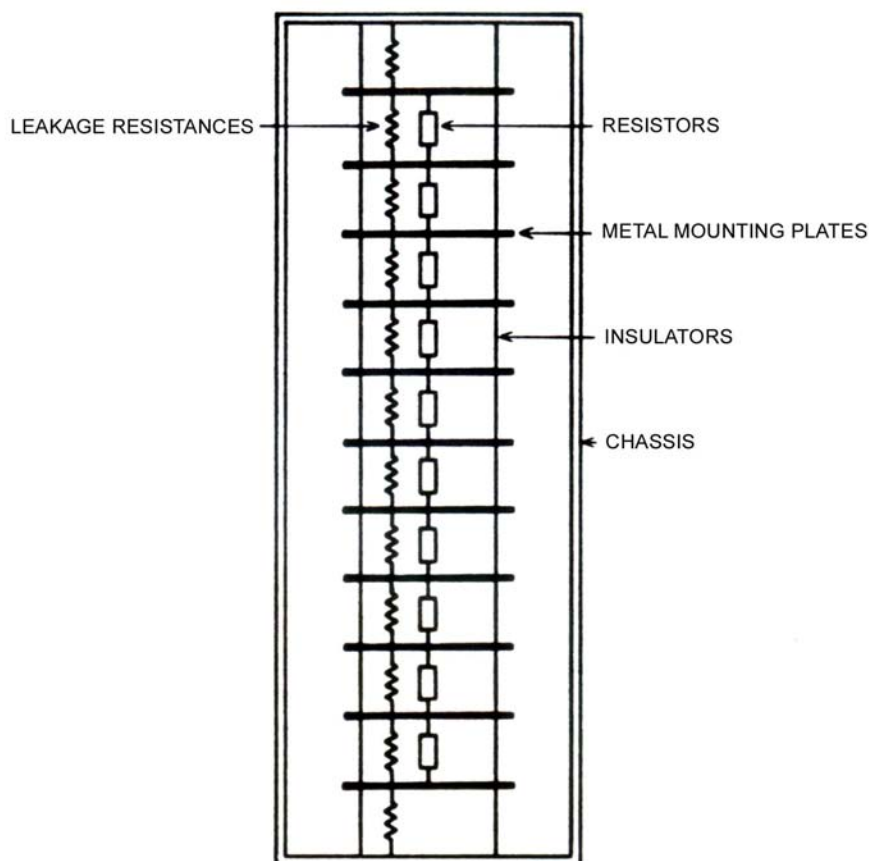 LEAKAGE RESISTANCES
RESISTORS
METAL MOUNTING PLATES
INSULATORS
CHASSIS